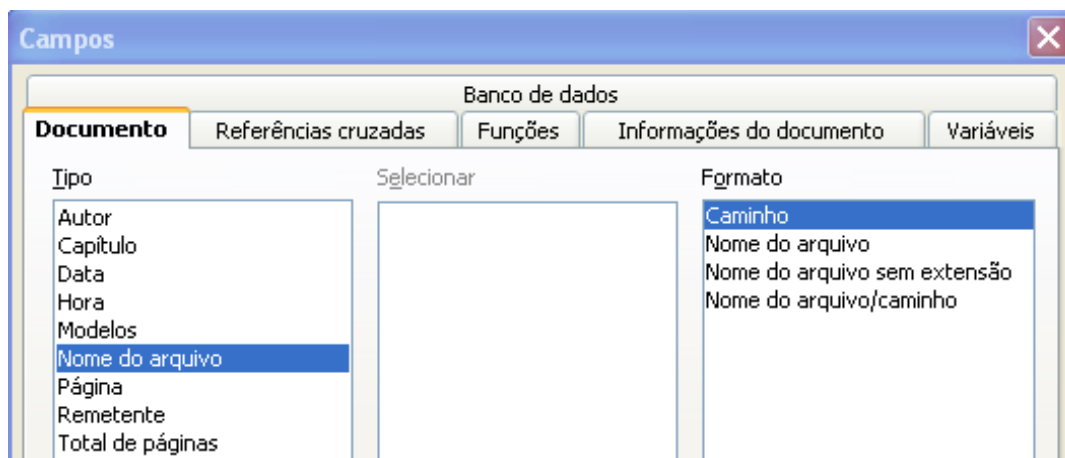 Campos
Banco de dados
Documento Referências cruzadas Funções Informações do documento Variáveis
Tipo Selecionar Formato
Autor Caminho
Capítulo Nome do arquivo
Data Nome do arquivo sem extensão
Hora Nome do arquivo/caminho
Modelos
Nome do arquivo
Página
Remetente
Total de páginas